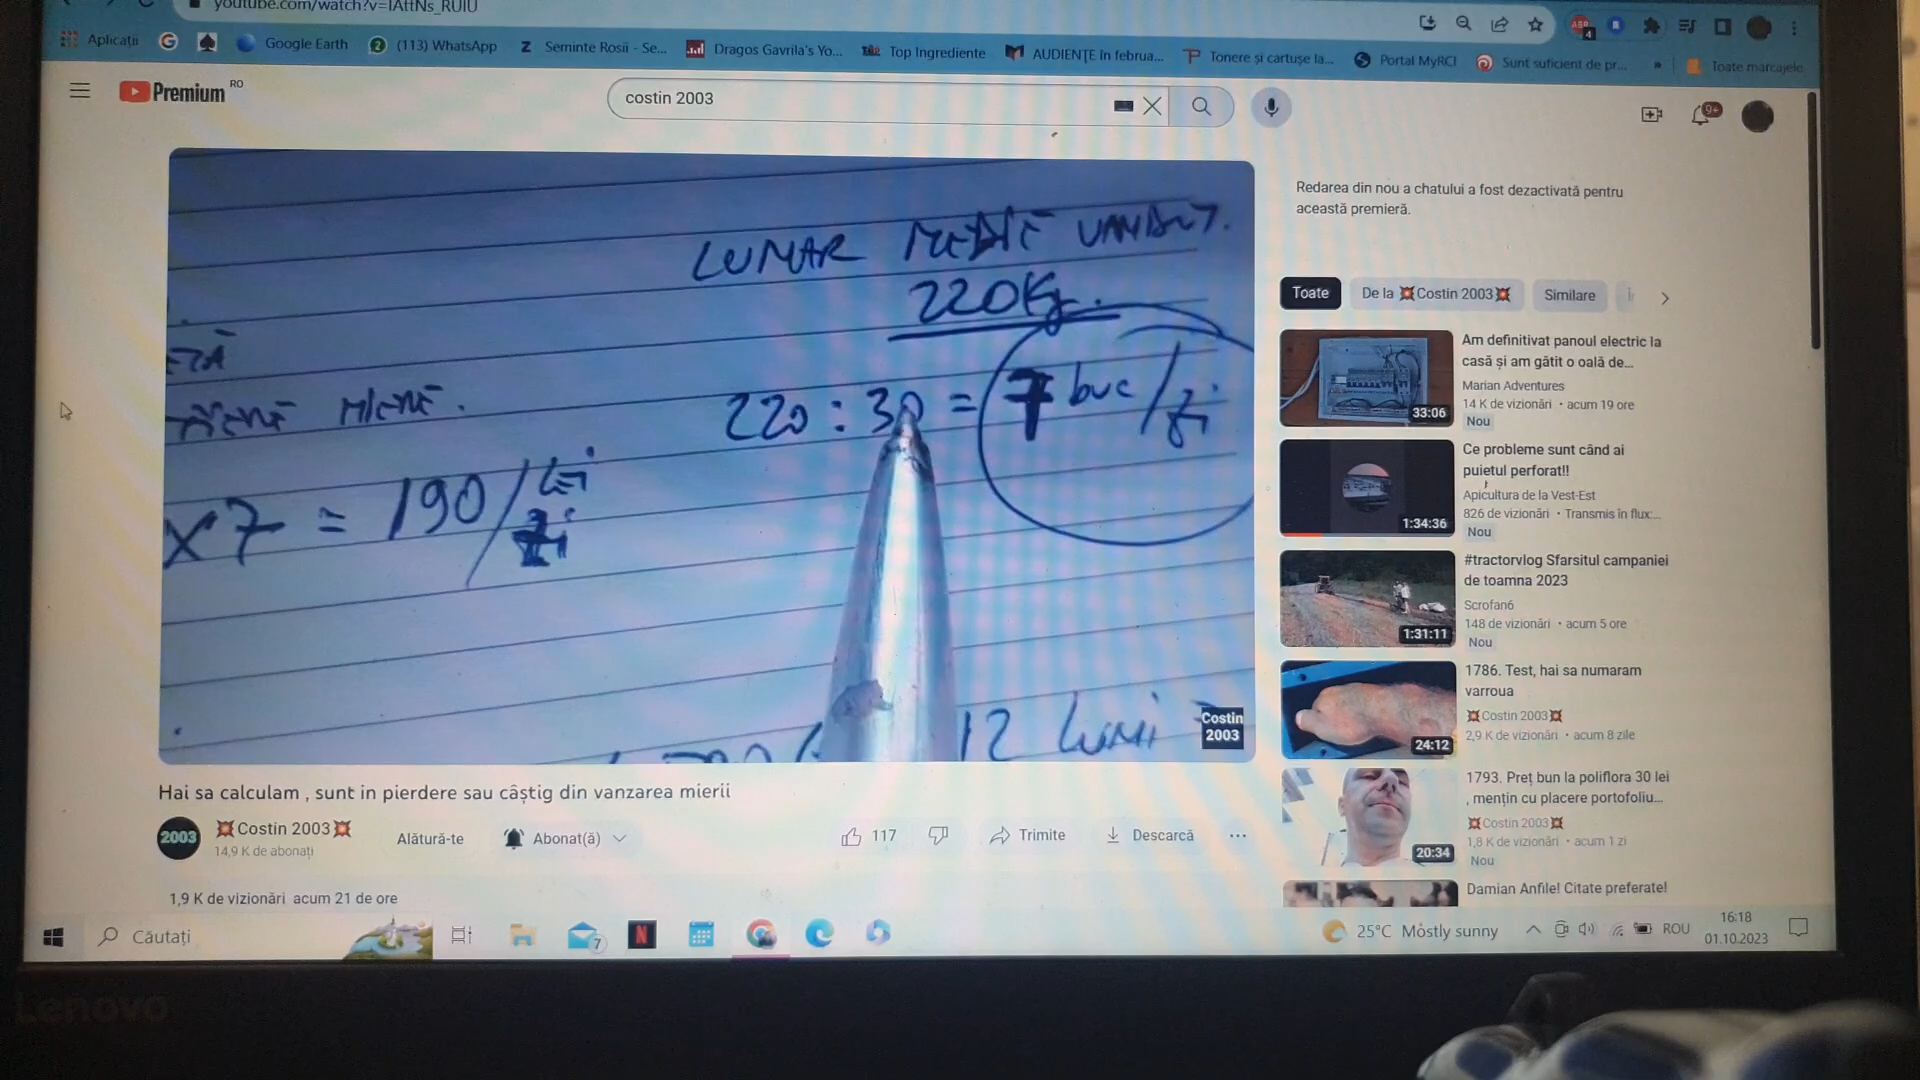 youtube.com/watch?v=IAttNs_RUIU
Aplicații
Google Earth
(113) WhatsApp
Seminte Rosii - Se...
Dragos Gavrila's Yo...
Top Ingrediente
AUDIENȚE în februa...
Tonere și cartușe la...
Portal MyRCI
Sunt suficient de pr...
»
Toate marcajele
Premium RO
costin 2003
9+
LUNAR MEDIE VANDUT.
220Kg.
220 : 30 = 7 buc/zi
x7 = 190/Lei
zi
12 luni
Costin
2003
Hai sa calculam , sunt in pierdere sau câștig din vanzarea mierii
2003
💥Costin 2003💥
14,9 K de abonați
Alătură-te
Abonat(ă)
117
Trimite
Descarcă
1,9 K de vizionări acum 21 de ore
Redarea din nou a chatului a fost dezactivată pentru
această premieră.
Toate
De la 💥Costin 2003💥
Similare
Am definitivat panoul electric la
casă și am gătit o oală de...
Marian Adventures
14 K de vizionări • acum 19 ore
Nou
33:06
Ce probleme sunt când ai
puietul perforat!!
Apicultura de la Vest-Est
826 de vizionări • Transmis în flux:...
Nou
1:34:36
#tractorvlog Sfarsitul campaniei
de toamna 2023
Scrofan6
148 de vizionări • acum 5 ore
Nou
1:31:11
1786. Test, hai sa numaram
varroua
💥Costin 2003💥
2,9K de vizionări • acum 8 zile
24:12
1793. Preț bun la poliflora 30 lei
, mențin cu placere portofoliu...
💥Costin 2003💥
1,8 K de vizionări • acum 1 zi
Nou
20:34
Damian Anfile! Citate preferate!
Căutați
7
25°C Mostly sunny
ROU
16:18
01.10.2023
Lenovo